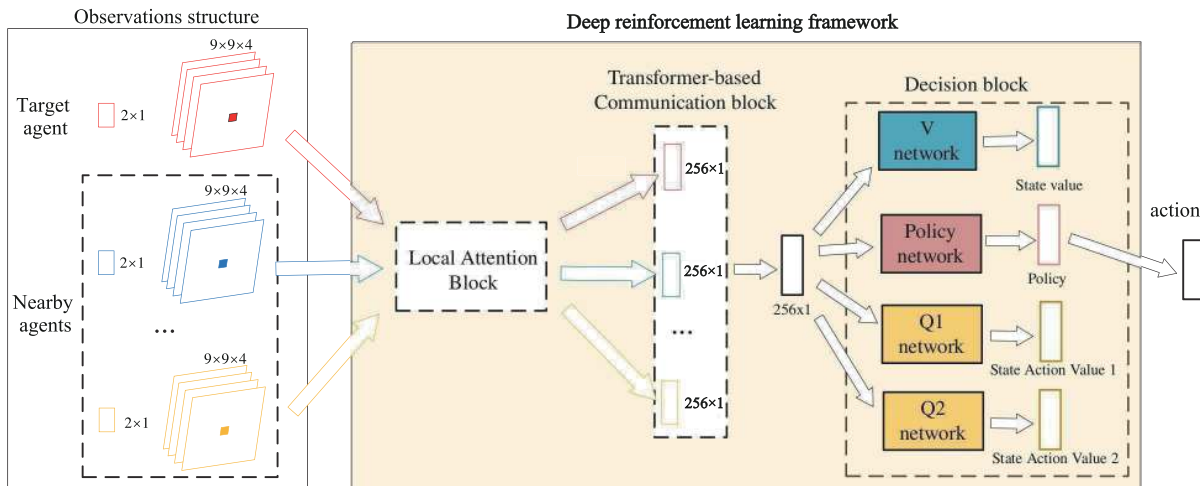 Observations structure
9×9×4
Target
agent
2×1
9×9×4
2×1
Nearby
agents
...
9×9×4
2×1
Deep reinforcement learning framework
Local Attention
Block
Transformer-based
Communication block
256×1
256×1
...
256×1
256x1
Decision block
V
network
State value
Policy
network
Policy
Q1
network
State Action Value 1
Q2
network
State Action Value 2
action